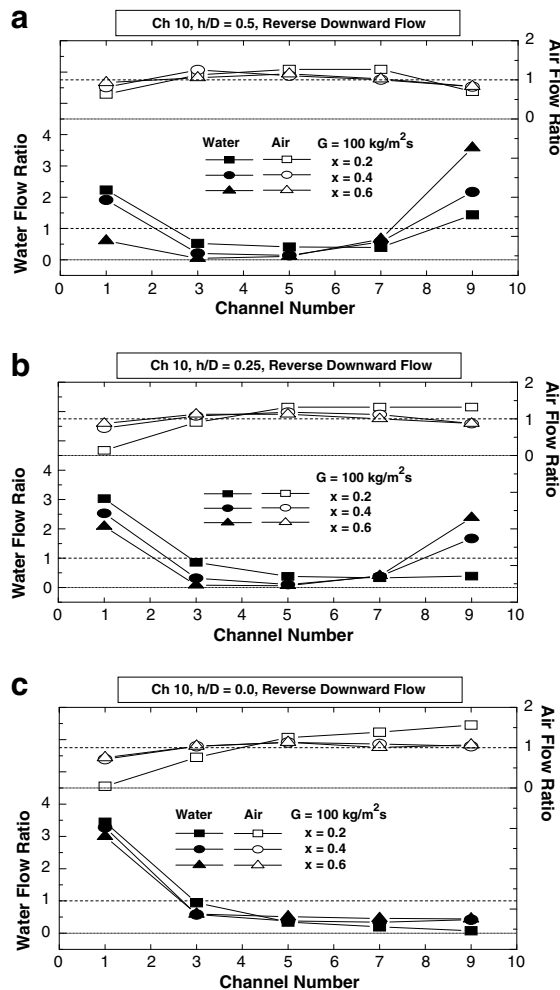 a
Ch 10, h/D = 0.5, Reverse Downward Flow
2
1
0
Air Flow Ratio
4
3
2
1
0
Water Flow Ratio
Water Air G = 100 kg/m²s
x = 0.2
x = 0.4
x = 0.6
0 1 2 3 4 5 6 7 8 9 10
Channel Number
b
Ch 10, h/D = 0.25, Reverse Downward Flow
2
1
0
Air Flow Ratio
4
3
2
1
0
Water Flow Raio
G = 100 kg/m²s
x = 0.2
x = 0.4
x = 0.6
0 1 2 3 4 5 6 7 8 9 10
Channel Number
c
Ch 10, h/D = 0.0, Reverse Downward Flow
2
1
0
Air Flow Ratio
4
3
2
1
0
Water Flow Ratio
Water Air G = 100 kg/m²s
x = 0.2
x = 0.4
x = 0.6
0 1 2 3 4 5 6 7 8 9 10
Channel Number